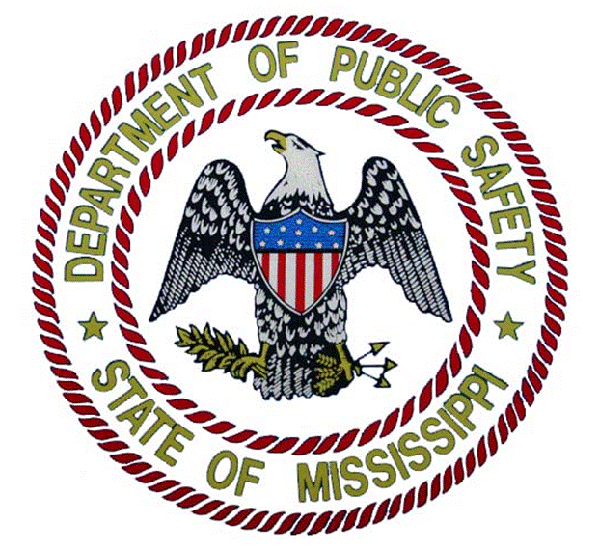 DEPARTMENT OF PUBLIC SAFETY
STATE OF MISSISSIPPI